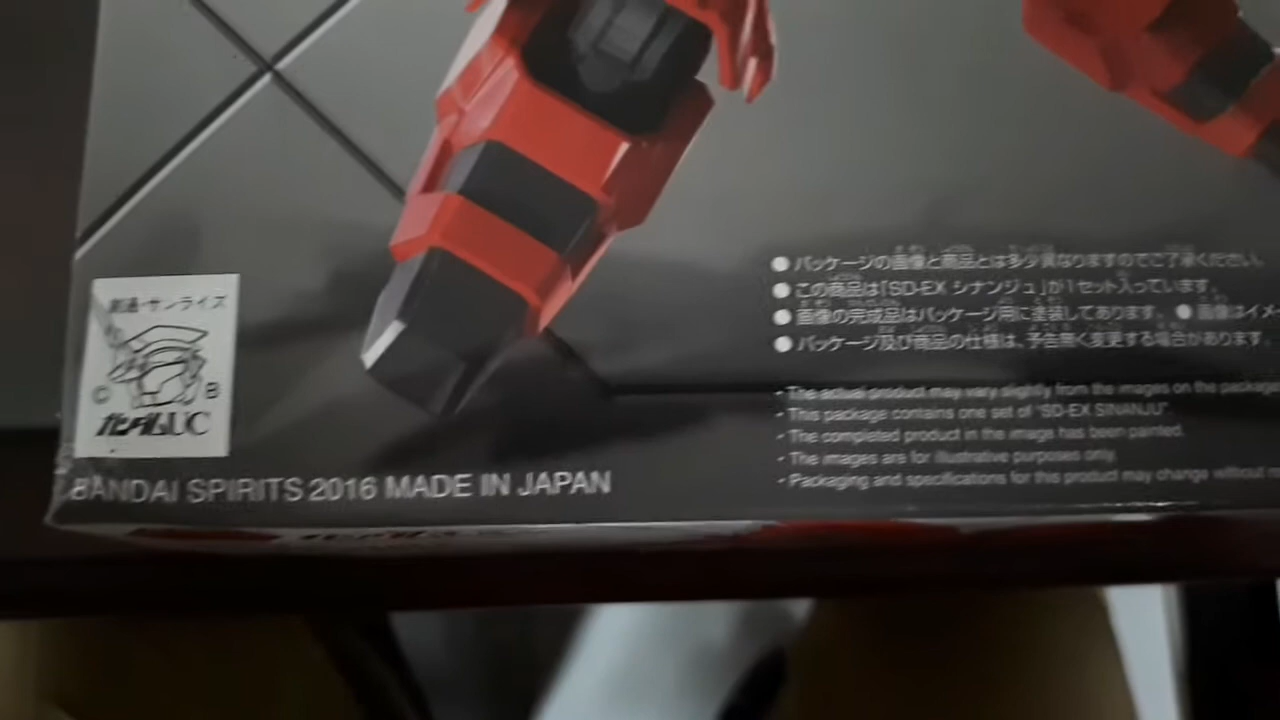 創通・サンライズ
© B
ガンダムUC
BANDAI SPIRITS 2016 MADE IN JAPAN
●パッケージの画像と商品とは多少異なりますのでご了承ください。
●この商品は「SD-EX シナンジュ」が1セット入っています。
●画像の完成品はパッケージ用に塗装してあります。 ●画像はイメ
●パッケージ及び商品の仕様は、予告無く変更する場合があります。
・The actual product may vary slightly from the images on the package
・This package contains one set of "SD-EX SINANJU".
・The completed product in the image has been painted.
・The images are for illustrative purposes only.
・Packaging and specifications for this product may change without